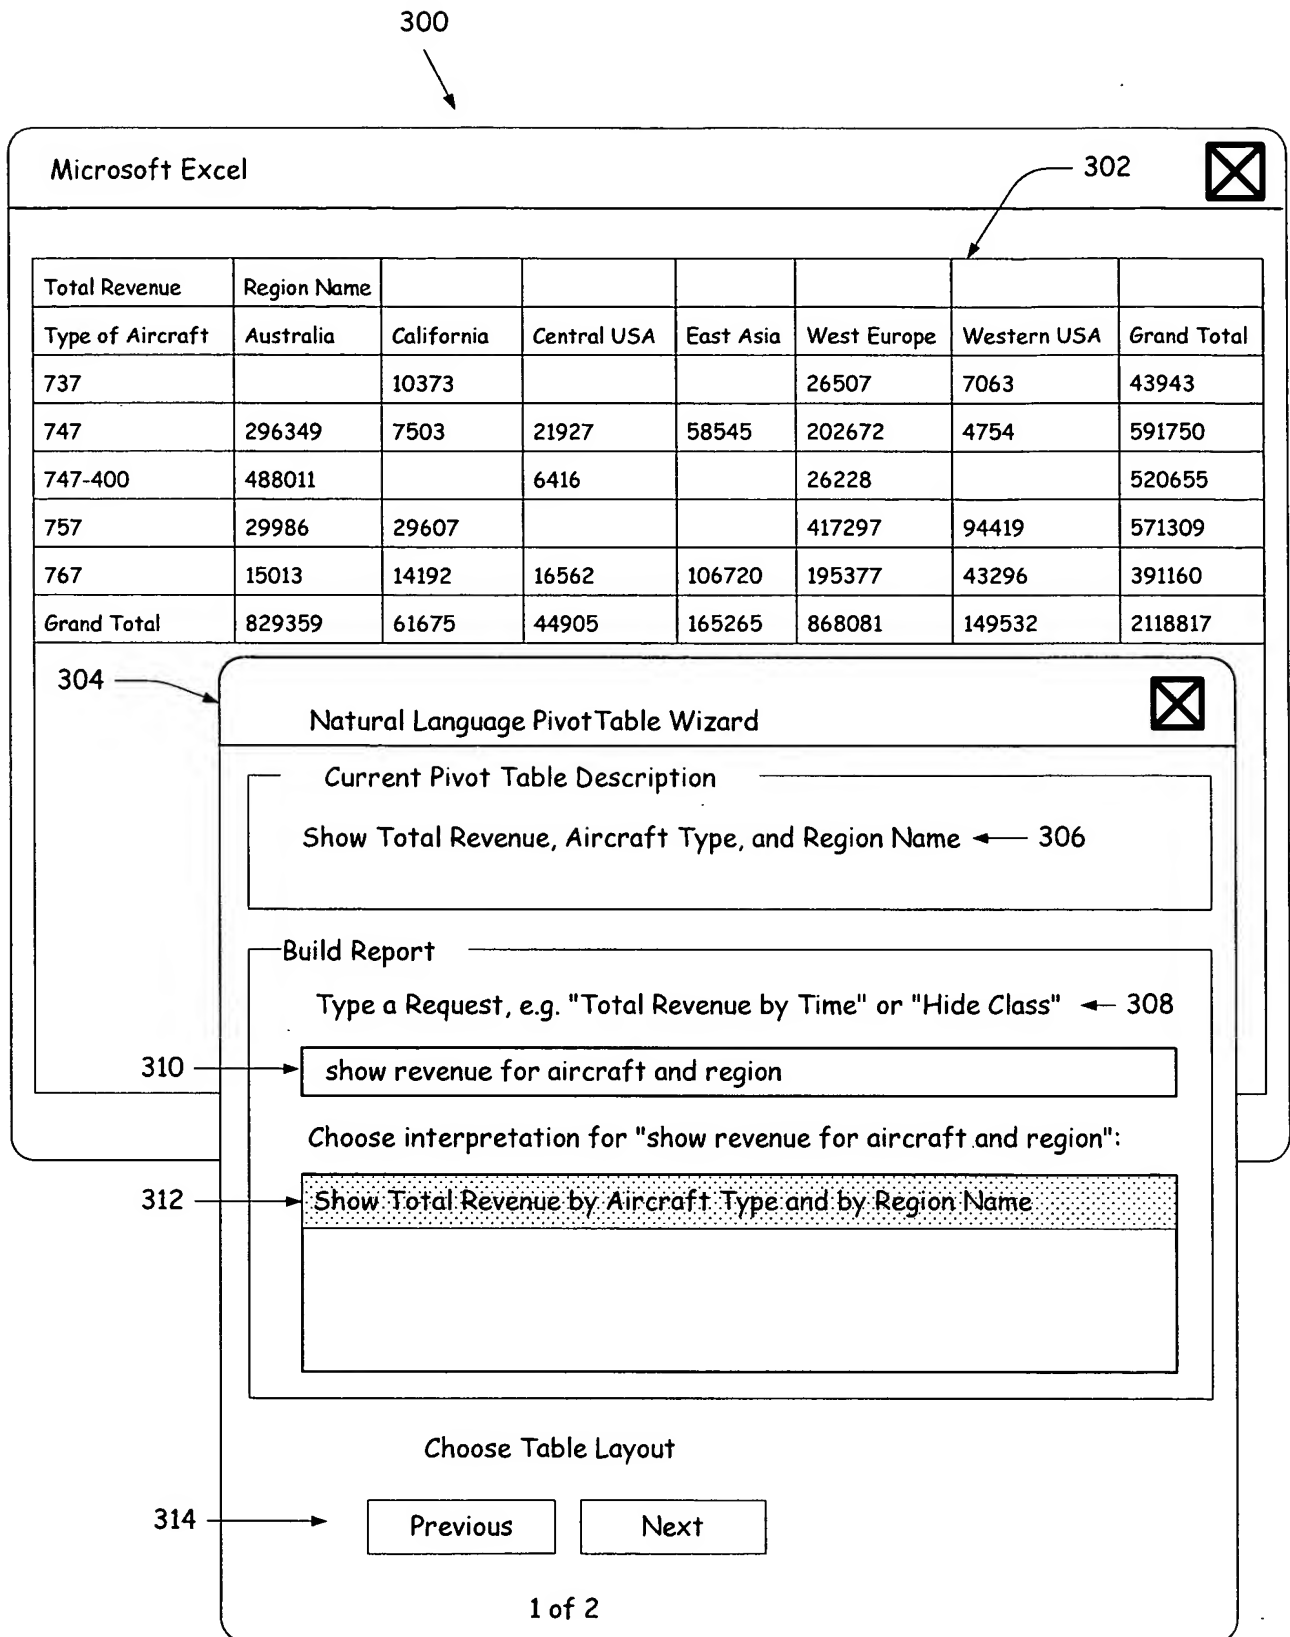 300
Microsoft Excel 302
Total Revenue Region Name
Type of Aircraft Australia California Central USA East Asia West Europe Western USA Grand Total
737 10373 26507 7063 43943
747 296349 7503 21927 58545 202672 4754 591750
747-400 488011 6416 26228 520655
757 29986 29607 417297 94419 571309
767 15013 14192 16562 106720 195377 43296 391160
Grand Total 829359 61675 44905 165265 868081 149532 2118817
304
Natural Language PivotTable Wizard
Current Pivot Table Description
Show Total Revenue, Aircraft Type, and Region Name 306
Build Report
Type a Request, e.g. "Total Revenue by Time" or "Hide Class" 308
310 show revenue for aircraft and region
Choose interpretation for "show revenue for aircraft and region":
312 Show Total Revenue by Aircraft Type and by Region Name
Choose Table Layout
314 Previous Next
1 of 2